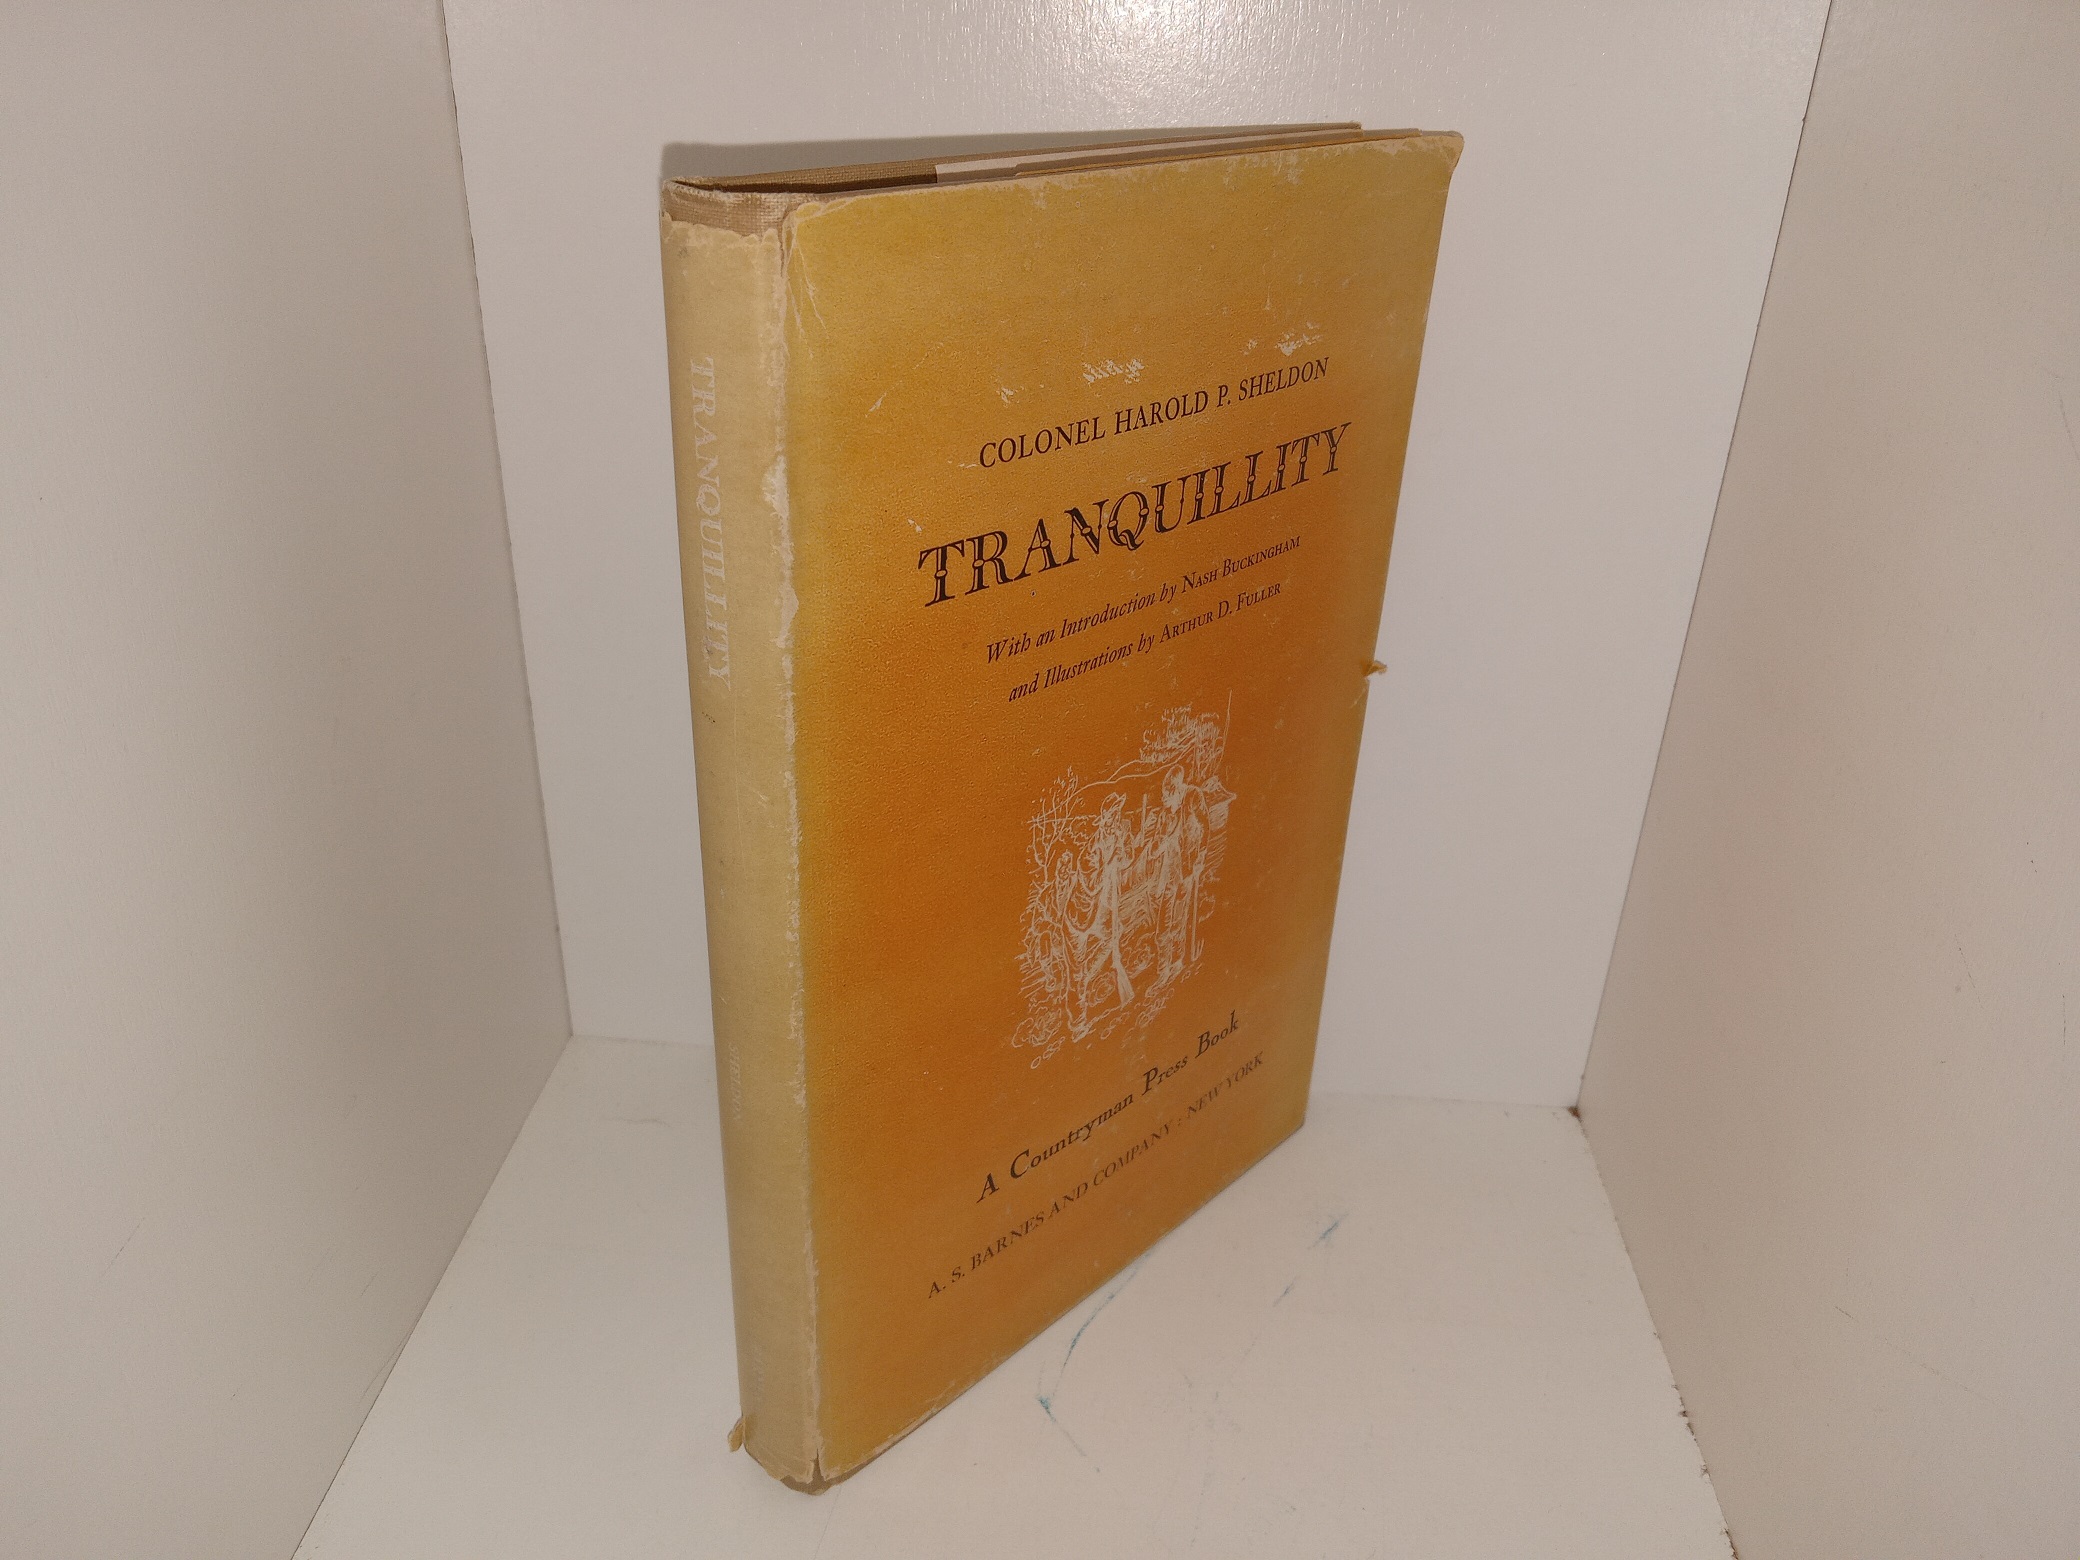 TRANQUILLITY
SHELDON
COLONEL HAROLD P. SHELDON
TRANQUILLITY
With an Introduction by NASH BUCKINGHAM
and Illustrations by ARTHUR D. FULLER
A Countryman Press Book
A. S. BARNES AND COMPANY : NEW YORK